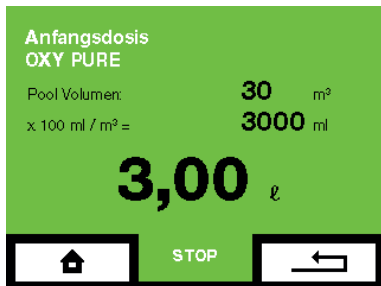 Anfangsdosis
OXY PURE
Pool Volumen: 30 m³
x 100 ml / m³ = 3000 ml
3,00 ℓ
STOP